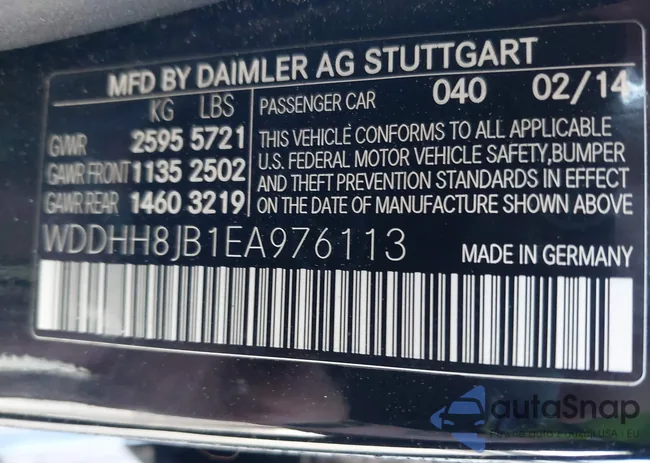 MFD BY DAIMLER AG STUTTGART
KG LBS
PASSENGER CAR 040 02/14
GVWR 2595 5721
GAWR FRONT 1135 2502
GAWR REAR 1460 3219
THIS VEHICLE CONFORMS TO ALL APPLICABLE
U.S. FEDERAL MOTOR VEHICLE SAFETY,BUMPER
AND THEFT PREVENTION STANDARDS IN EFFECT
ON THE DATE OF MANUFACTURE SHOWN ABOVE
WDDHH8JB1EA976113 MADE IN GERMANY
autaSnap